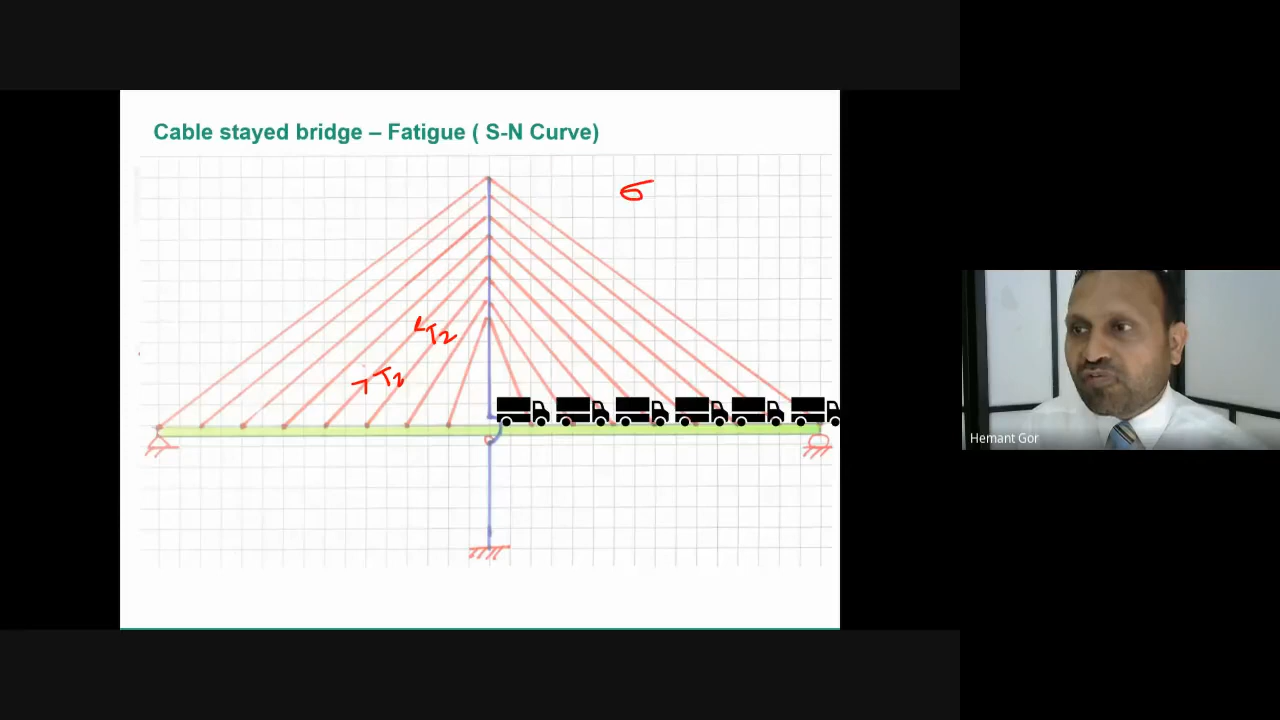 Cable stayed bridge – Fatigue ( S-N Curve)
σ
T2
T2
Hemant Gor